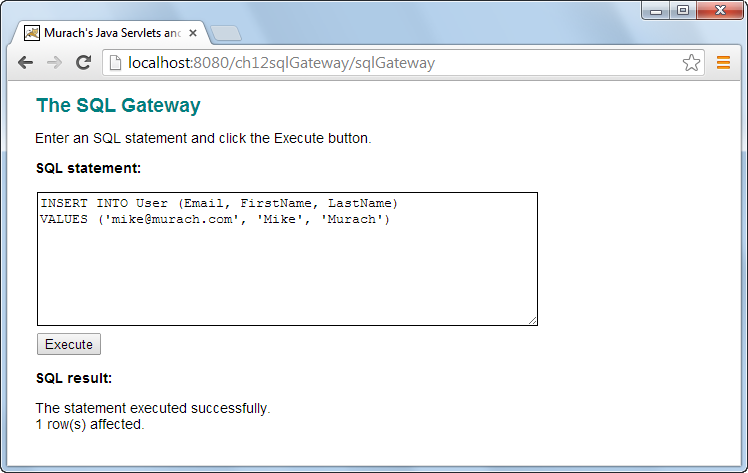 Murach's Java Servlets and
localhost:8080/ch12sqlGateway/sqlGateway
The SQL Gateway
Enter an SQL statement and click the Execute button.
SQL statement:
INSERT INTO User (Email, FirstName, LastName)
VALUES ('mike@murach.com', 'Mike', 'Murach')
Execute
SQL result:
The statement executed successfully.
1 row(s) affected.